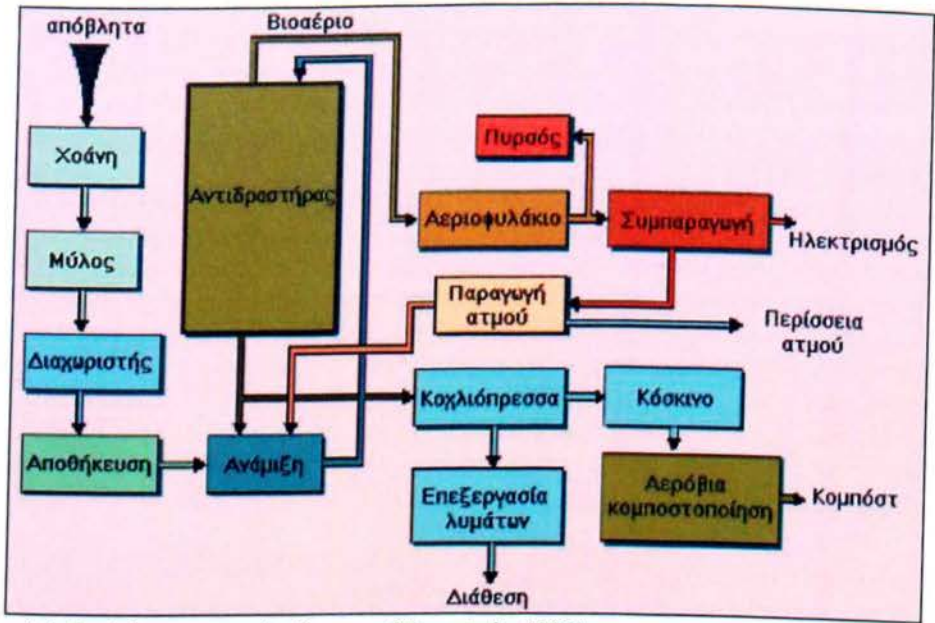 απόβλητα
Βιοαέριο
Χοάνη
Μύλος
Διαχωριστής
Αποθήκευση
Ανάμιξη
Αντιδραστήρας
Πυρσός
Αεριοφυλάκιο
Συμπαραγωγή
Ηλεκτρισμός
Παραγωγή
ατμού
Περίσσεια
ατμού
Κοχλιόπρεσσα
Κόσκινο
Επεξεργασία
λυμάτων
Αερόβια
κομποστοποίηση
Κομπόστ
Διάθεση